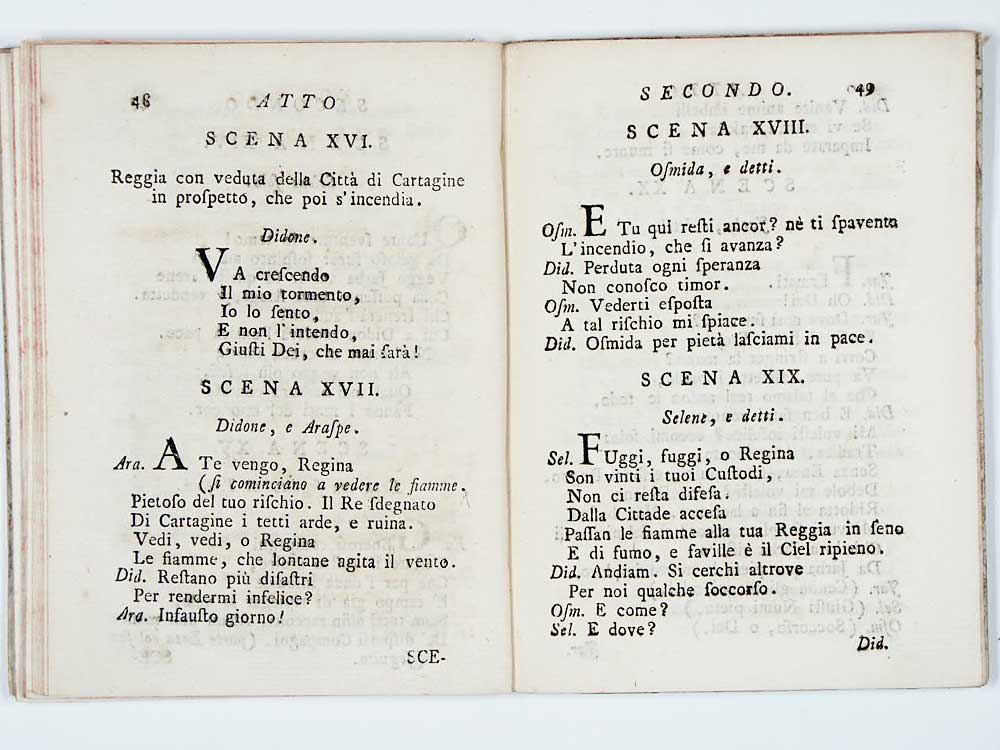 48 ATTO
SCENA XVI.
Reggia con veduta della Città di Cartagine
in proſpetto, che poi s'incendia.
Didone.
VA creſcendo
Il mio tormento,
Io lo ſento,
E non l'intendo,
Giuſti Dei, che mai ſarà!
SCENA XVII.
Didone, e Araſpe.
Ara. A Te vengo, Regina
(ſi cominciano a vedere le fiamme.
Pietoſo del tuo riſchio. Il Re ſdegnato
Di Cartagine i tetti arde, e ruina.
Vedi, vedi, o Regina
Le fiamme, che lontane agita il vento.
Did. Reſtano più diſaſtri
Per rendermi infelice?
Ara. Infauſto giorno!
SCE-
SECONDO. 49
SCENA XVIII.
Oſmida, e detti.
Oſm. E Tu qui reſti ancor? nè ti ſpaventa
L'incendio, che ſi avanza?
Did. Perduta ogni ſperanza
Non conoſco timor.
Oſm. Vederti eſpoſta
A tal riſchio mi ſpiace.
Did. Oſmida per pietà laſciami in pace.
SCENA XIX.
Selene, e detti.
Sel. FUggi, fuggi, o Regina
Son vinti i tuoi Cuſtodi,
Non ci reſta difeſa.
Dalla Cittade acceſa
Paſſan le fiamme alla tua Reggia in ſeno
E di fumo, e faville è il Ciel ripieno.
Did. Andiam. Si cerchi altrove
Per noi qualche ſoccorſo.
Oſm. E come?
Sel. E dove?
Did.